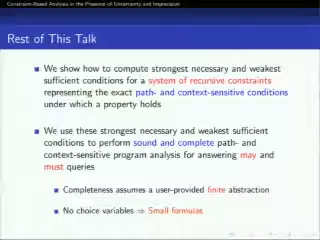 Constraint-Based Analysis in the Presence of Uncertainty and Imprecision
Rest of This Talk
We show how to compute strongest necessary and weakest
sufficient conditions for a system of recursive constraints
representing the exact path- and context-sensitive conditions
under which a property holds
We use these strongest necessary and weakest sufficient
conditions to perform sound and complete path- and
context-sensitive program analysis for answering may and
must queries
Completeness assumes a user-provided finite abstraction
No choice variables ⇒ Small formulas